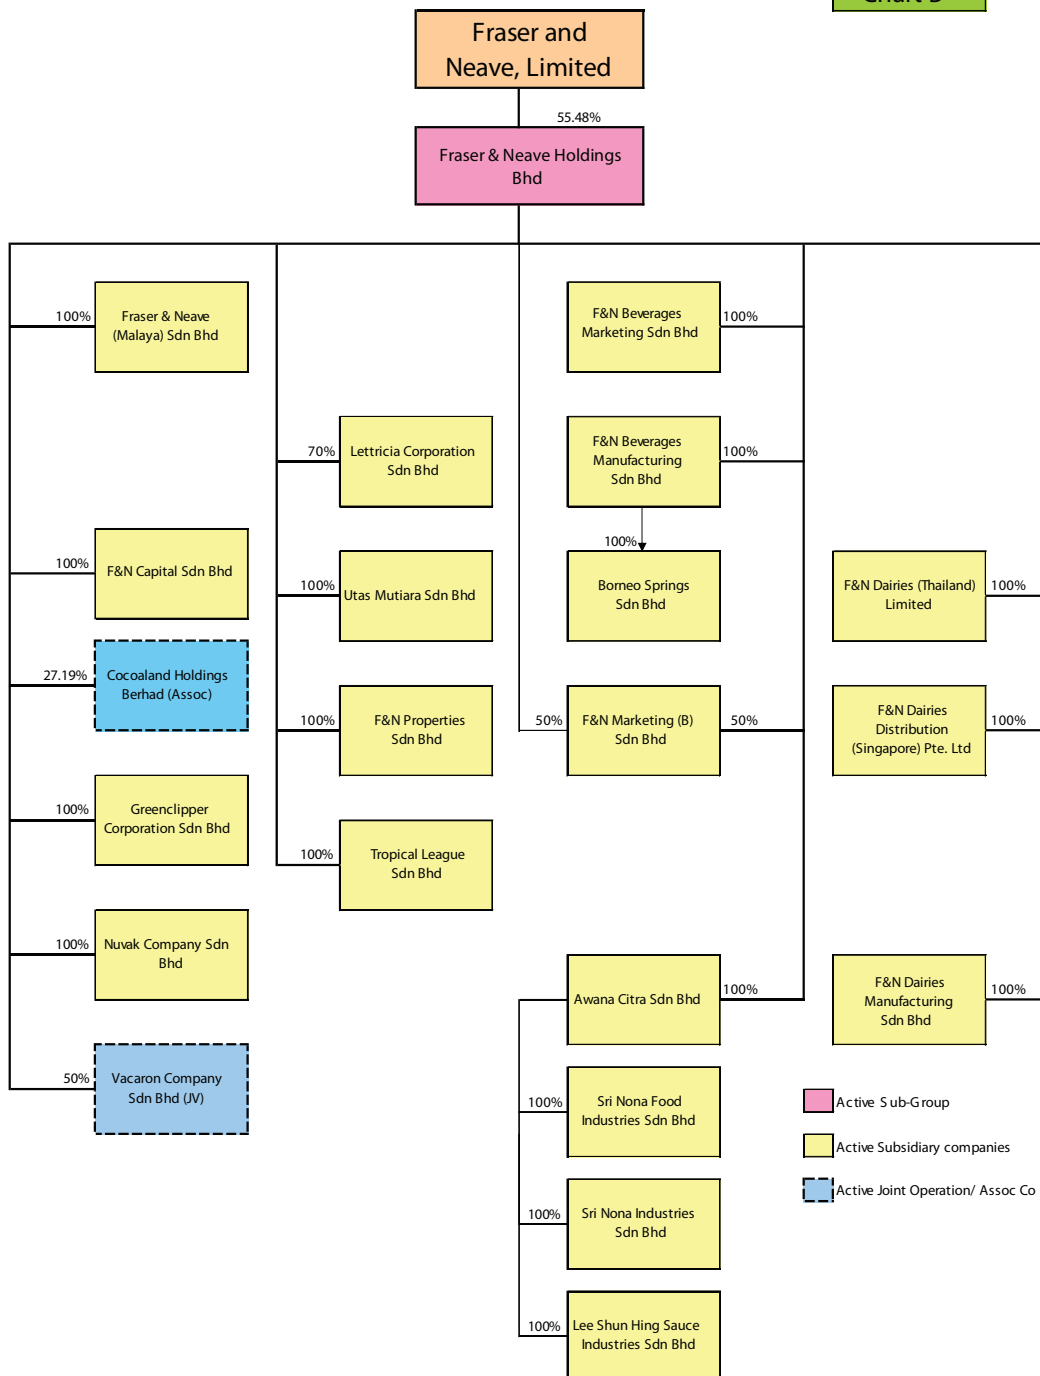 Chart B
Fraser and
Neave, Limited
55.48%
Fraser & Neave Holdings
Bhd
100%
Fraser & Neave
(Malaya) Sdn Bhd
F&N Beverages
Marketing Sdn Bhd
100%
70%
Lettricia Corporation
Sdn Bhd
F&N Beverages
Manufacturing
Sdn Bhd
100%
100%
F&N Capital Sdn Bhd
100%
Utas Mutiara Sdn Bhd
100%
Borneo Springs
Sdn Bhd
F&N Dairies (Thailand)
Limited
100%
27.19%
Cocoaland Holdings
Berhad (Assoc)
100%
F&N Properties
Sdn Bhd
50%
F&N Marketing (B)
Sdn Bhd
50%
F&N Dairies
Distribution
(Singapore) Pte. Ltd
100%
100%
Greenclipper
Corporation Sdn Bhd
100%
Tropical League
Sdn Bhd
100%
Nuvak Company Sdn
Bhd
Awana Citra Sdn Bhd
100%
F&N Dairies
Manufacturing
Sdn Bhd
100%
50%
Vacaron Company
Sdn Bhd (JV)
100%
Sri Nona Food
Industries Sdn Bhd
Active Sub-Group
Active Subsidiary companies
Active Joint Operation/ Assoc Co
100%
Sri Nona Industries
Sdn Bhd
100%
Lee Shun Hing Sauce
Industries Sdn Bhd